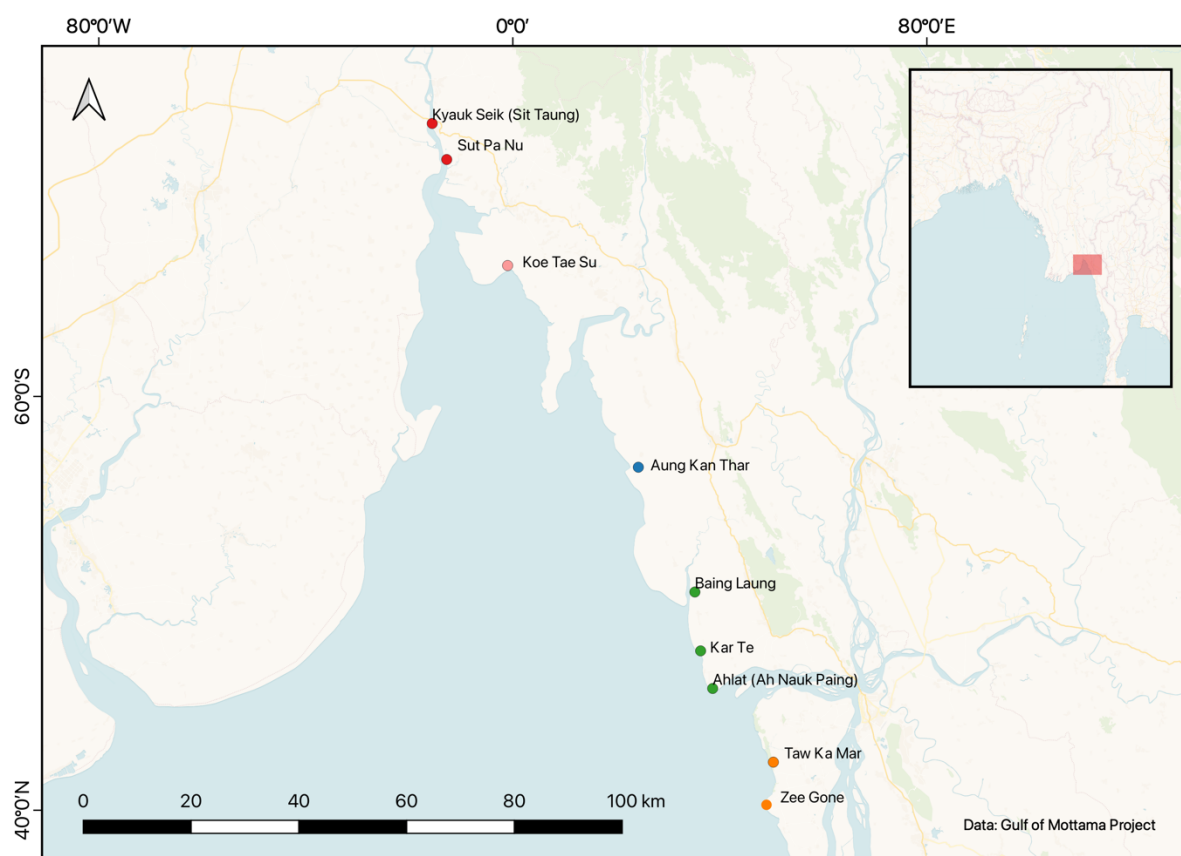 80°0'W
0°0'
80°0'E
Kyauk Seik (Sit Taung)
Sut Pa Nu
Koe Tae Su
60°0'S
Aung Kan Thar
Baing Laung
Kar Te
Ahlat (Ah Nauk Paing)
Taw Ka Mar
Zee Gone
40°0'N
0 20 40 60 80 100 km
Data: Gulf of Mottama Project